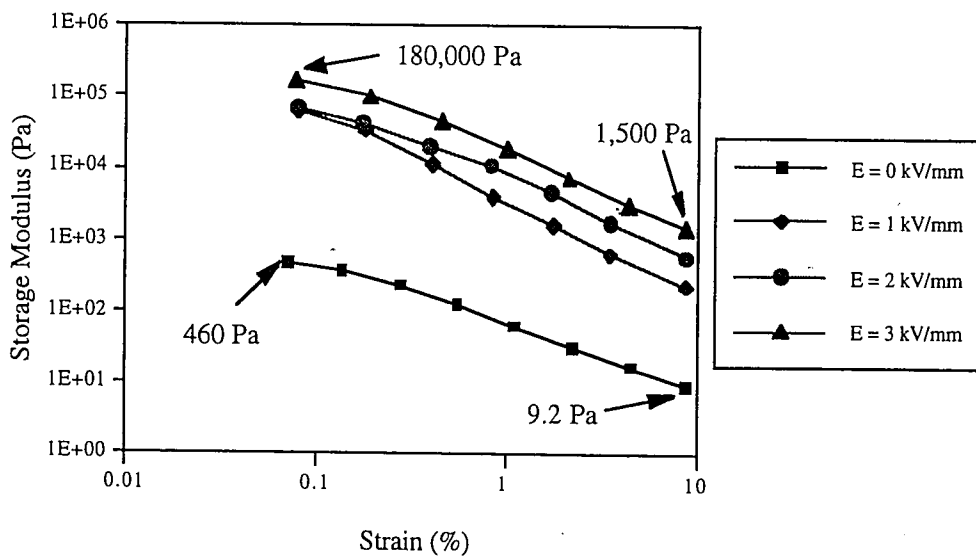 1E+06
1E+05
1E+04
1E+03
1E+02
1E+01
1E+00
Storage Modulus (Pa)
180,000 Pa
1,500 Pa
460 Pa
9.2 Pa
0.01
0.1
1
10
Strain (%)
E = 0 kV/mm
E = 1 kV/mm
E = 2 kV/mm
E = 3 kV/mm